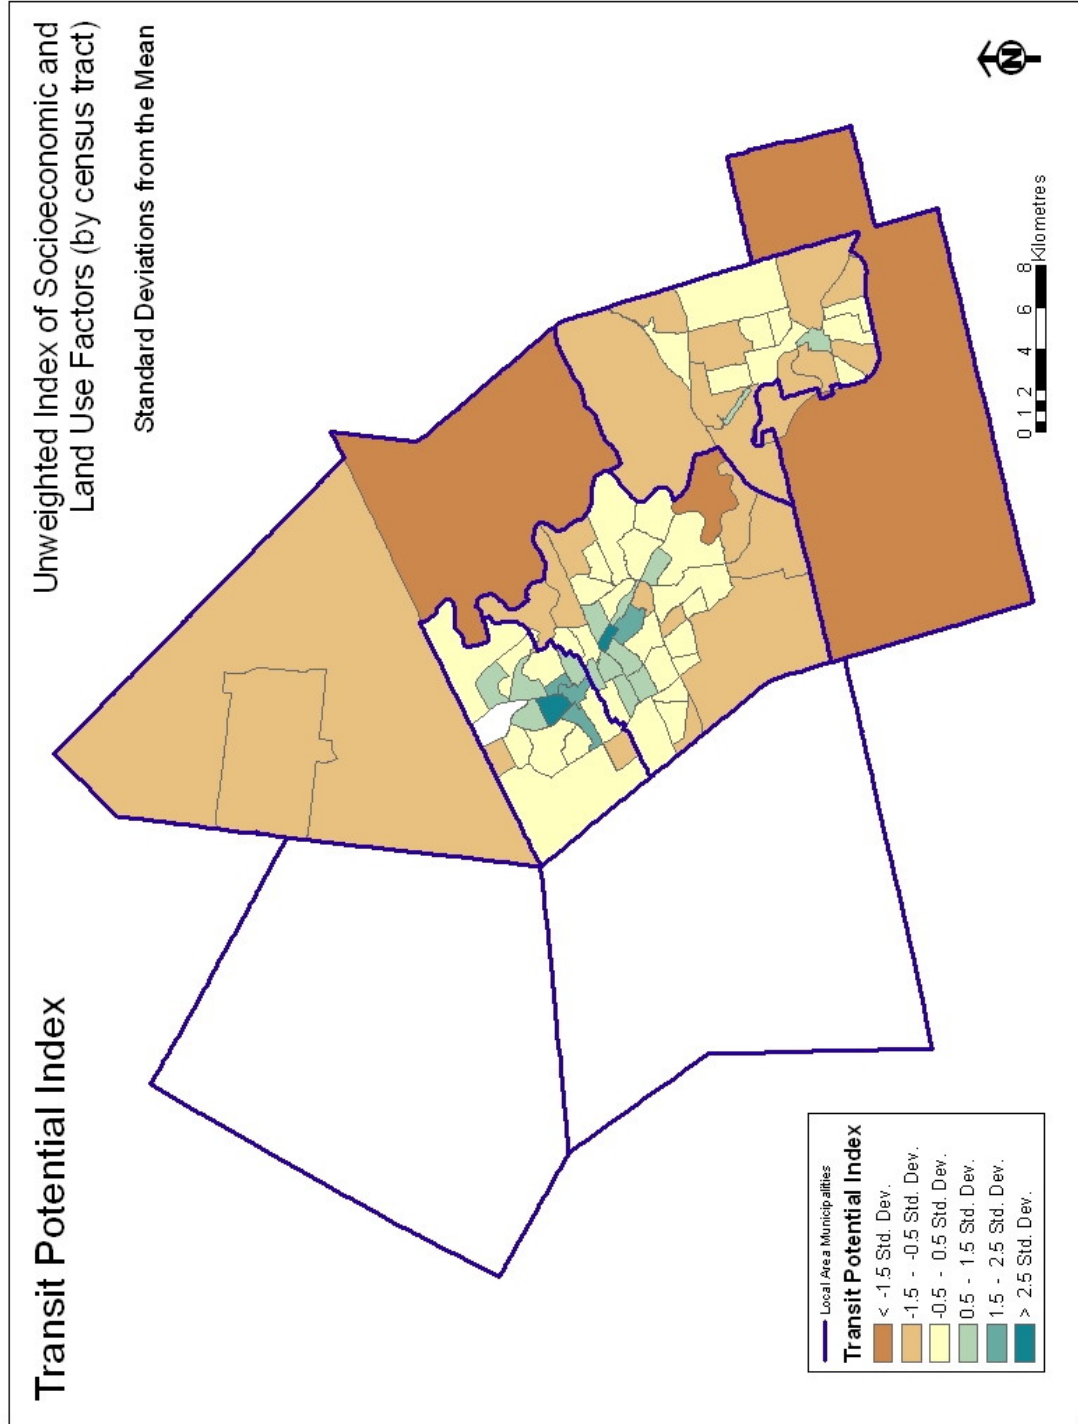 Transit Potential Index
Unweighted Index of Socioeconomic and
Land Use Factors (by census tract)
Standard Deviations from the Mean
Local Area Municipalities
Transit Potential Index
< -1.5 Std. Dev.
-1.5 - -0.5 Std. Dev.
-0.5 - 0.5 Std. Dev.
0.5 - 1.5 Std. Dev.
1.5 - 2.5 Std. Dev.
> 2.5 Std. Dev.
0 1 2 4 6 8
Kilometres
N